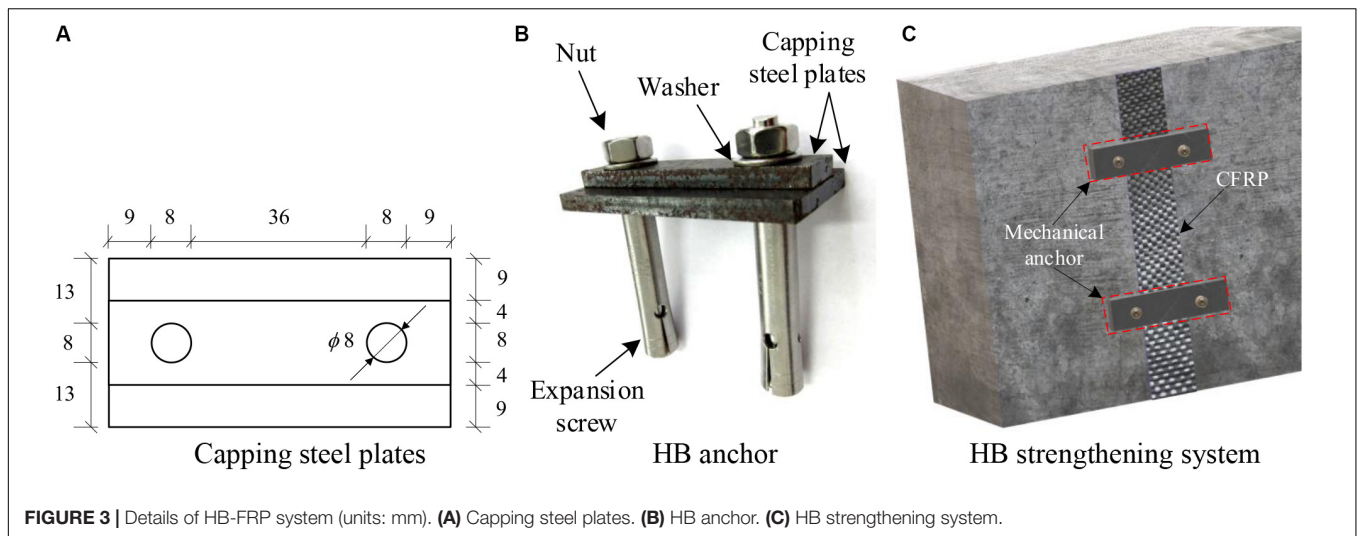 A
9 8 36 8 9
13
8
13
ϕ 8
9
4
8
4
9
Capping steel plates
B
Nut
Washer
Capping
steel plates
Expansion
screw
HB anchor
C
CFRP
Mechanical
anchor
HB strengthening system
FIGURE 3 | Details of HB-FRP system (units: mm). (A) Capping steel plates. (B) HB anchor. (C) HB strengthening system.